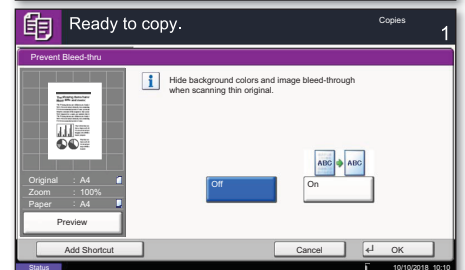 Ready to copy.
Copies
1
Prevent Bleed-thru
Hide background colors and image bleed-through
when scanning thin original.
ABC ABC
Original : A4
Zoom : 100%
Paper : A4
Off
On
Preview
Add Shortcut
Cancel
OK
Status
10/10/2018 10:10